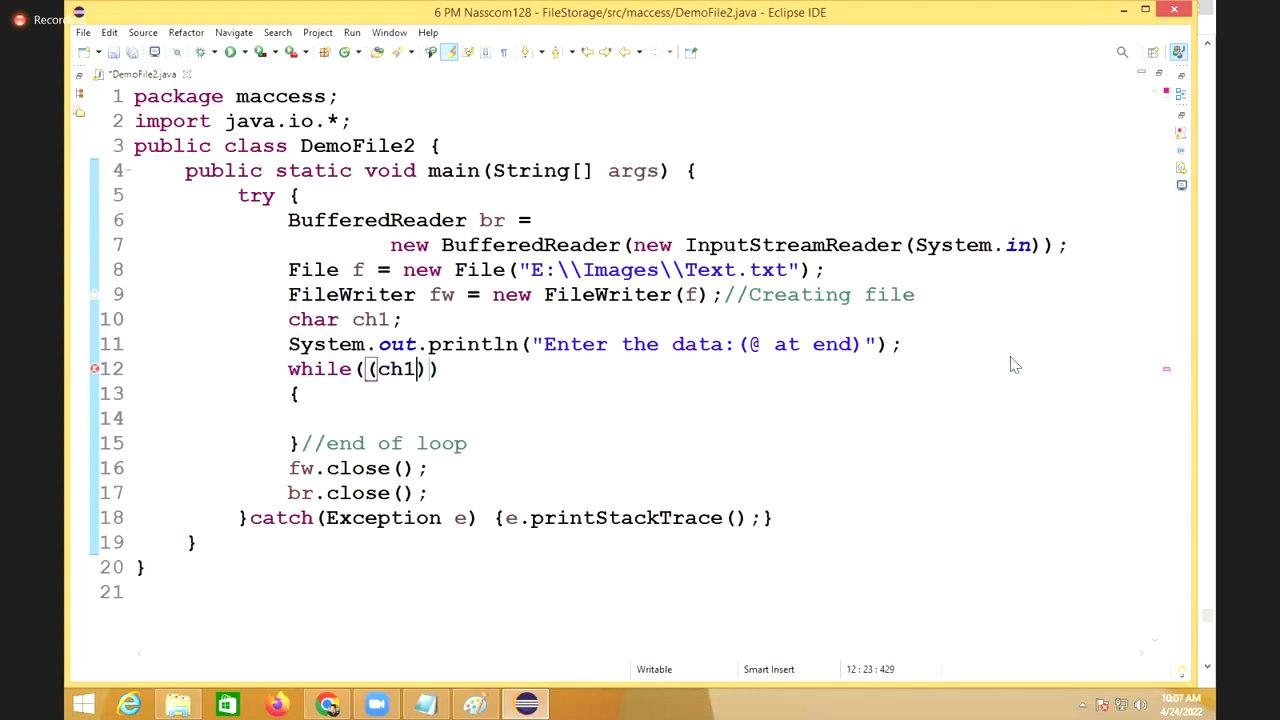 Recording
6 PM Nasscom128 - FileStorage/src/maccess/DemoFile2.java - Eclipse IDE
File Edit Source Refactor Navigate Search Project Run Window Help
*DemoFile2.java
1 package maccess;
2 import java.io.*;
3 public class DemoFile2 {
4 public static void main(String[] args) {
5 try {
6 BufferedReader br =
7 new BufferedReader(new InputStreamReader(System.in));
8 File f = new File("E:\\Images\\Text.txt");
9 FileWriter fw = new FileWriter(f);//Creating file
10 char ch1;
11 System.out.println("Enter the data:(@ at end)");
12 while((ch1))
13 {
14
15 }//end of loop
16 fw.close();
17 br.close();
18 }catch(Exception e) {e.printStackTrace();}
19 }
20 }
21
Writable Smart Insert 12 : 23 : 429
10:07 AM
4/24/2022